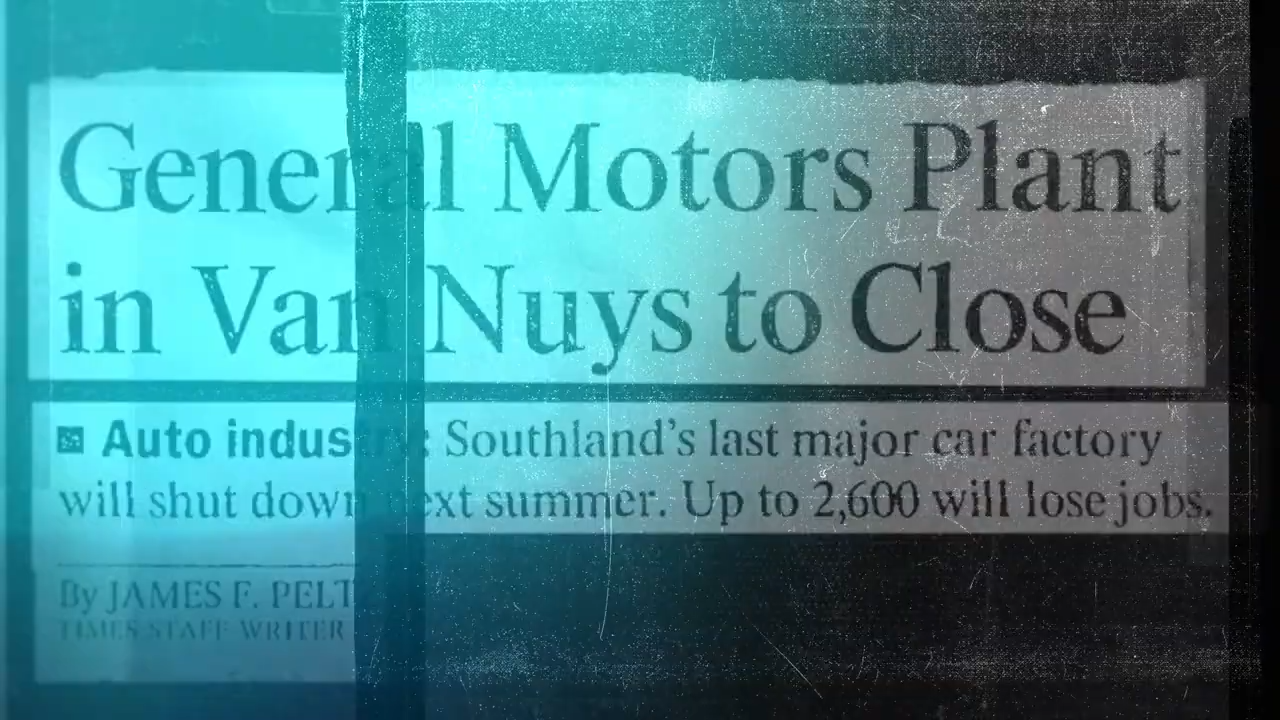 General Motors Plant
in Van Nuys to Close
Auto industry: Southland's last major car factory
will shut down next summer. Up to 2,600 will lose jobs.
By JAMES F. PELT
TIMES STAFF WRITER